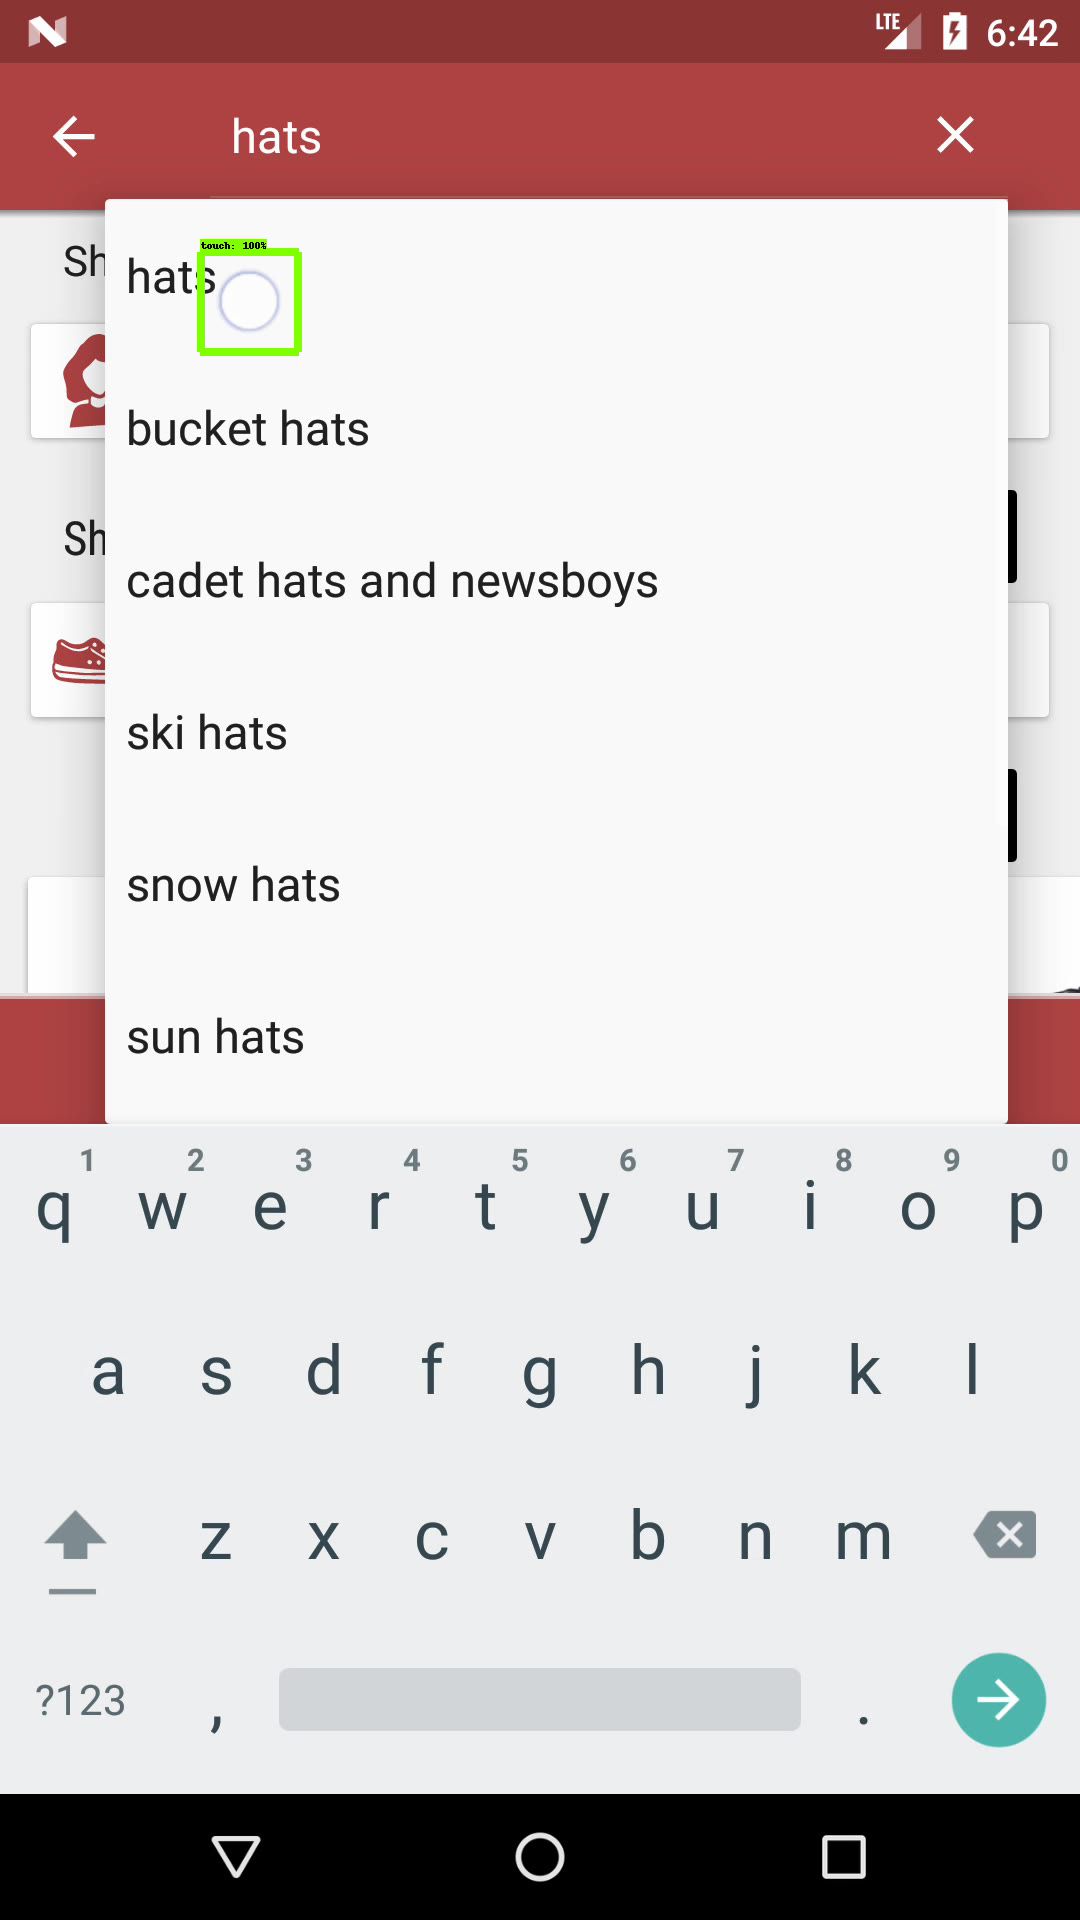 LTE 6:42
hats
touch: 100%
Sh
hats
bucket hats
Sh
cadet hats and newsboys
ski hats
snow hats
sun hats
1 2 3 4 5 6 7 8 9 0
q w e r t y u i o p
a s d f g h j k l
z x c v b n m
?123 , .